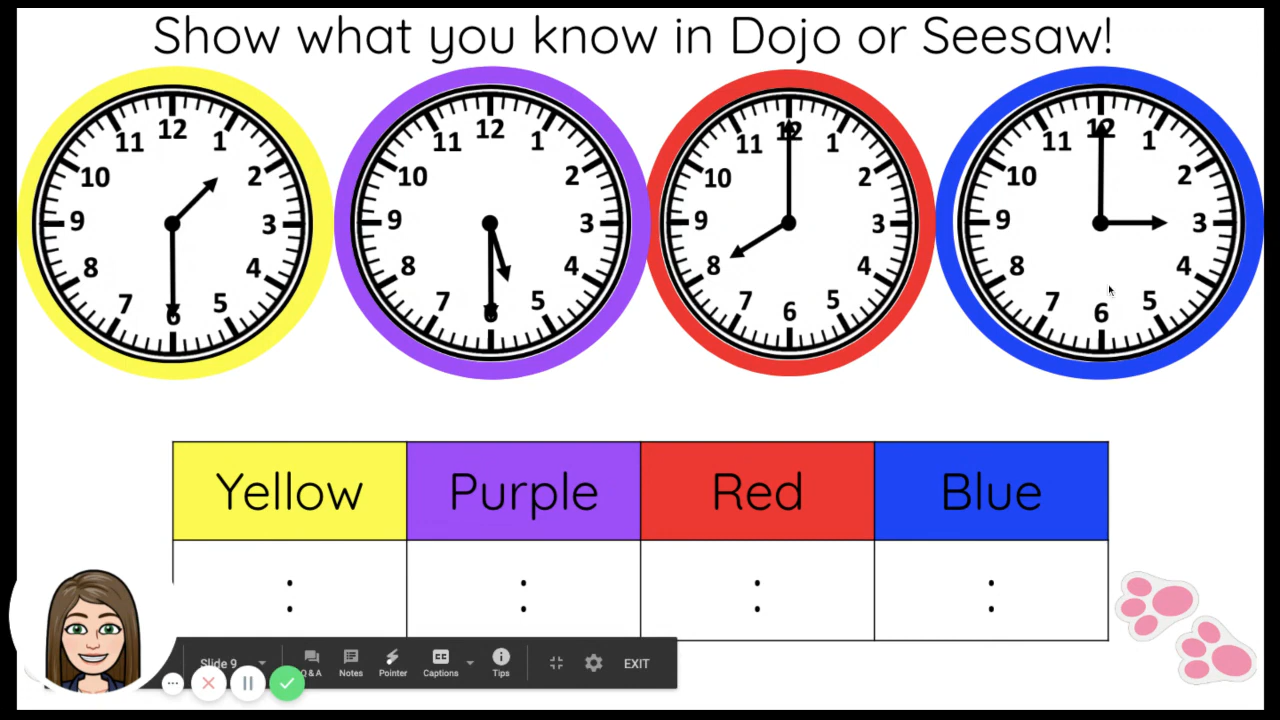 Show what you know in Dojo or Seesaw!
12 1 2 3 4 5 6 7 8 9 10 11
12 1 2 3 4 5 6 7 8 9 10 11
12 1 2 3 4 5 6 7 8 9 10 11
12 1 2 3 4 5 6 7 8 9 10 11
Yellow Purple Red Blue
: : : :
Slide 9 Q&A Notes Pointer CC Captions Tips EXIT